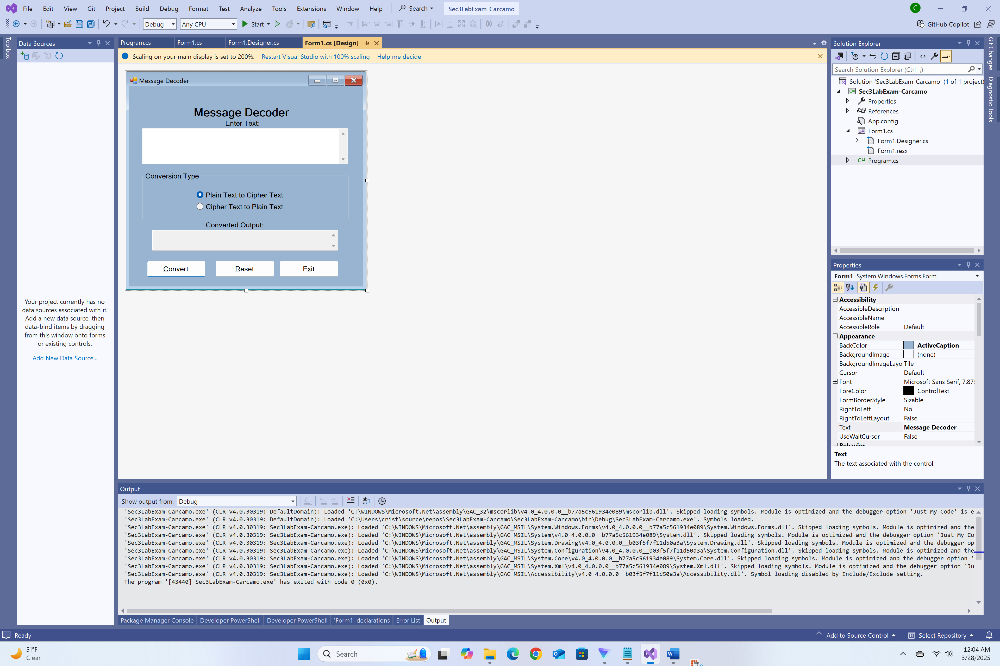 File Edit View Git Project Build Debug Format Test Analyze Tools Extensions Window Help Search Sec3LabExam-Carcamo C
Debug Any CPU Start GitHub Copilot
Toolbox
Data Sources
Your project currently has no
data sources associated with it.
Add a new data source, then
data-bind items by dragging
from this window onto forms
or existing controls.
Add New Data Source...
Program.cs Form1.cs Form1.Designer.cs Form1.cs [Design]
Scaling on your main display is set to 200%. Restart Visual Studio with 100% scaling Help me decide
Message Decoder
Message Decoder
Enter Text:
Conversion Type
Plain Text to Cipher Text
Cipher Text to Plain Text
Converted Output:
Convert Reset Exit
Solution Explorer
Search Solution Explorer (Ctrl+;)
Solution 'Sec3LabExam-Carcamo' (1 of 1 project)
C# Sec3LabExam-Carcamo
Properties
References
App.config
Form1.cs
Form1.Designer.cs
Form1.resx
C# Program.cs
Git Changes
Diagnostic Tools
Properties
Form1 System.Windows.Forms.Form
Accessibility
AccessibleDescription
AccessibleName
AccessibleRole Default
Appearance
BackColor ActiveCaption
BackgroundImage (none)
BackgroundImageLayo Tile
Cursor Default
Font Microsoft Sans Serif, 7.875
ForeColor ControlText
FormBorderStyle Sizable
RightToLeft No
RightToLeftLayout False
Text Message Decoder
UseWaitCursor False
Behavior
Text
The text associated with the control.
Output
Show output from: Debug
'Sec3LabExam-Carcamo.exe' (CLR v4.0.30319: DefaultDomain): Loaded 'C:\WINDOWS\Microsoft.Net\assembly\GAC_32\mscorlib\v4.0_4.0.0.0__b77a5c561934e089\mscorlib.dll'. Skipped loading symbols. Module is optimized and the debugger option 'Just My Code' is e
'Sec3LabExam-Carcamo.exe' (CLR v4.0.30319: DefaultDomain): Loaded 'C:\Users\crist\source\repos\Sec3LabExam-Carcamo\Sec3LabExam-Carcamo\bin\Debug\Sec3LabExam-Carcamo.exe'. Symbols loaded.
'Sec3LabExam-Carcamo.exe' (CLR v4.0.30319: Sec3LabExam-Carcamo.exe): Loaded 'C:\WINDOWS\Microsoft.Net\assembly\GAC_MSIL\System.Windows.Forms\v4.0_4.0.0.0__b77a5c561934e089\System.Windows.Forms.dll'. Skipped loading symbols. Module is optimized and the
'Sec3LabExam-Carcamo.exe' (CLR v4.0.30319: Sec3LabExam-Carcamo.exe): Loaded 'C:\WINDOWS\Microsoft.Net\assembly\GAC_MSIL\System\v4.0_4.0.0.0__b77a5c561934e089\System.dll'. Skipped loading symbols. Module is optimized and the debugger option 'Just My Co
'Sec3LabExam-Carcamo.exe' (CLR v4.0.30319: Sec3LabExam-Carcamo.exe): Loaded 'C:\WINDOWS\Microsoft.Net\assembly\GAC_MSIL\System.Drawing\v4.0_4.0.0.0__b03f5f7f11d50a3a\System.Drawing.dll'. Skipped loading symbols. Module is optimized and the debugger op
'Sec3LabExam-Carcamo.exe' (CLR v4.0.30319: Sec3LabExam-Carcamo.exe): Loaded 'C:\WINDOWS\Microsoft.Net\assembly\GAC_MSIL\System.Configuration\v4.0_4.0.0.0__b03f5f7f11d50a3a\System.Configuration.dll'. Skipped loading symbols. Module is optimized and the
'Sec3LabExam-Carcamo.exe' (CLR v4.0.30319: Sec3LabExam-Carcamo.exe): Loaded 'C:\WINDOWS\Microsoft.Net\assembly\GAC_MSIL\System.Core\v4.0_4.0.0.0__b77a5c561934e089\System.Core.dll'. Skipped loading symbols. Module is optimized and the debugger option '
'Sec3LabExam-Carcamo.exe' (CLR v4.0.30319: Sec3LabExam-Carcamo.exe): Loaded 'C:\WINDOWS\Microsoft.Net\assembly\GAC_MSIL\System.Xml\v4.0_4.0.0.0__b77a5c561934e089\System.Xml.dll'. Skipped loading symbols. Module is optimized and the debugger option 'Ju
'Sec3LabExam-Carcamo.exe' (CLR v4.0.30319: Sec3LabExam-Carcamo.exe): Loaded 'C:\WINDOWS\Microsoft.Net\assembly\GAC_MSIL\Accessibility\v4.0_4.0.0.0__b03f5f7f11d50a3a\Accessibility.dll'. Symbol loading disabled by Include/Exclude setting.
The program '[43440] Sec3LabExam-Carcamo.exe' has exited with code 0 (0x0).
Package Manager Console Developer PowerShell Developer PowerShell 'Form1' declarations Error List Output
Ready Add to Source Control Select Repository
51°F
Clear
Search
12:04 AM
3/28/2025